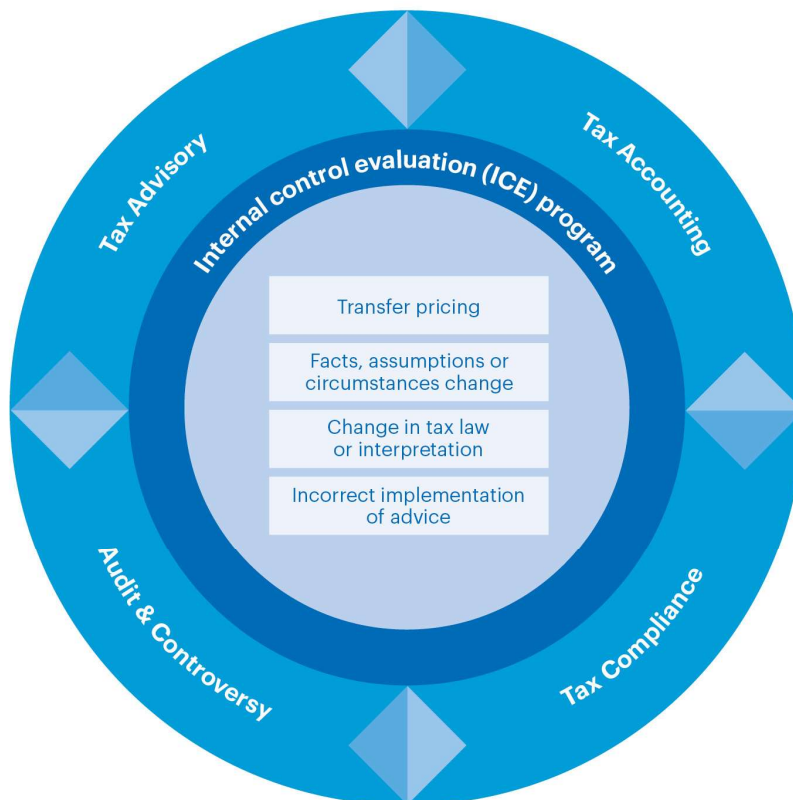 Tax Advisory
Tax Accounting
Internal control evaluation (ICE) program
Transfer pricing
Facts, assumptions or
circumstances change
Change in tax law
or interpretation
Incorrect implementation
of advice
Audit & Controversy
Tax Compliance